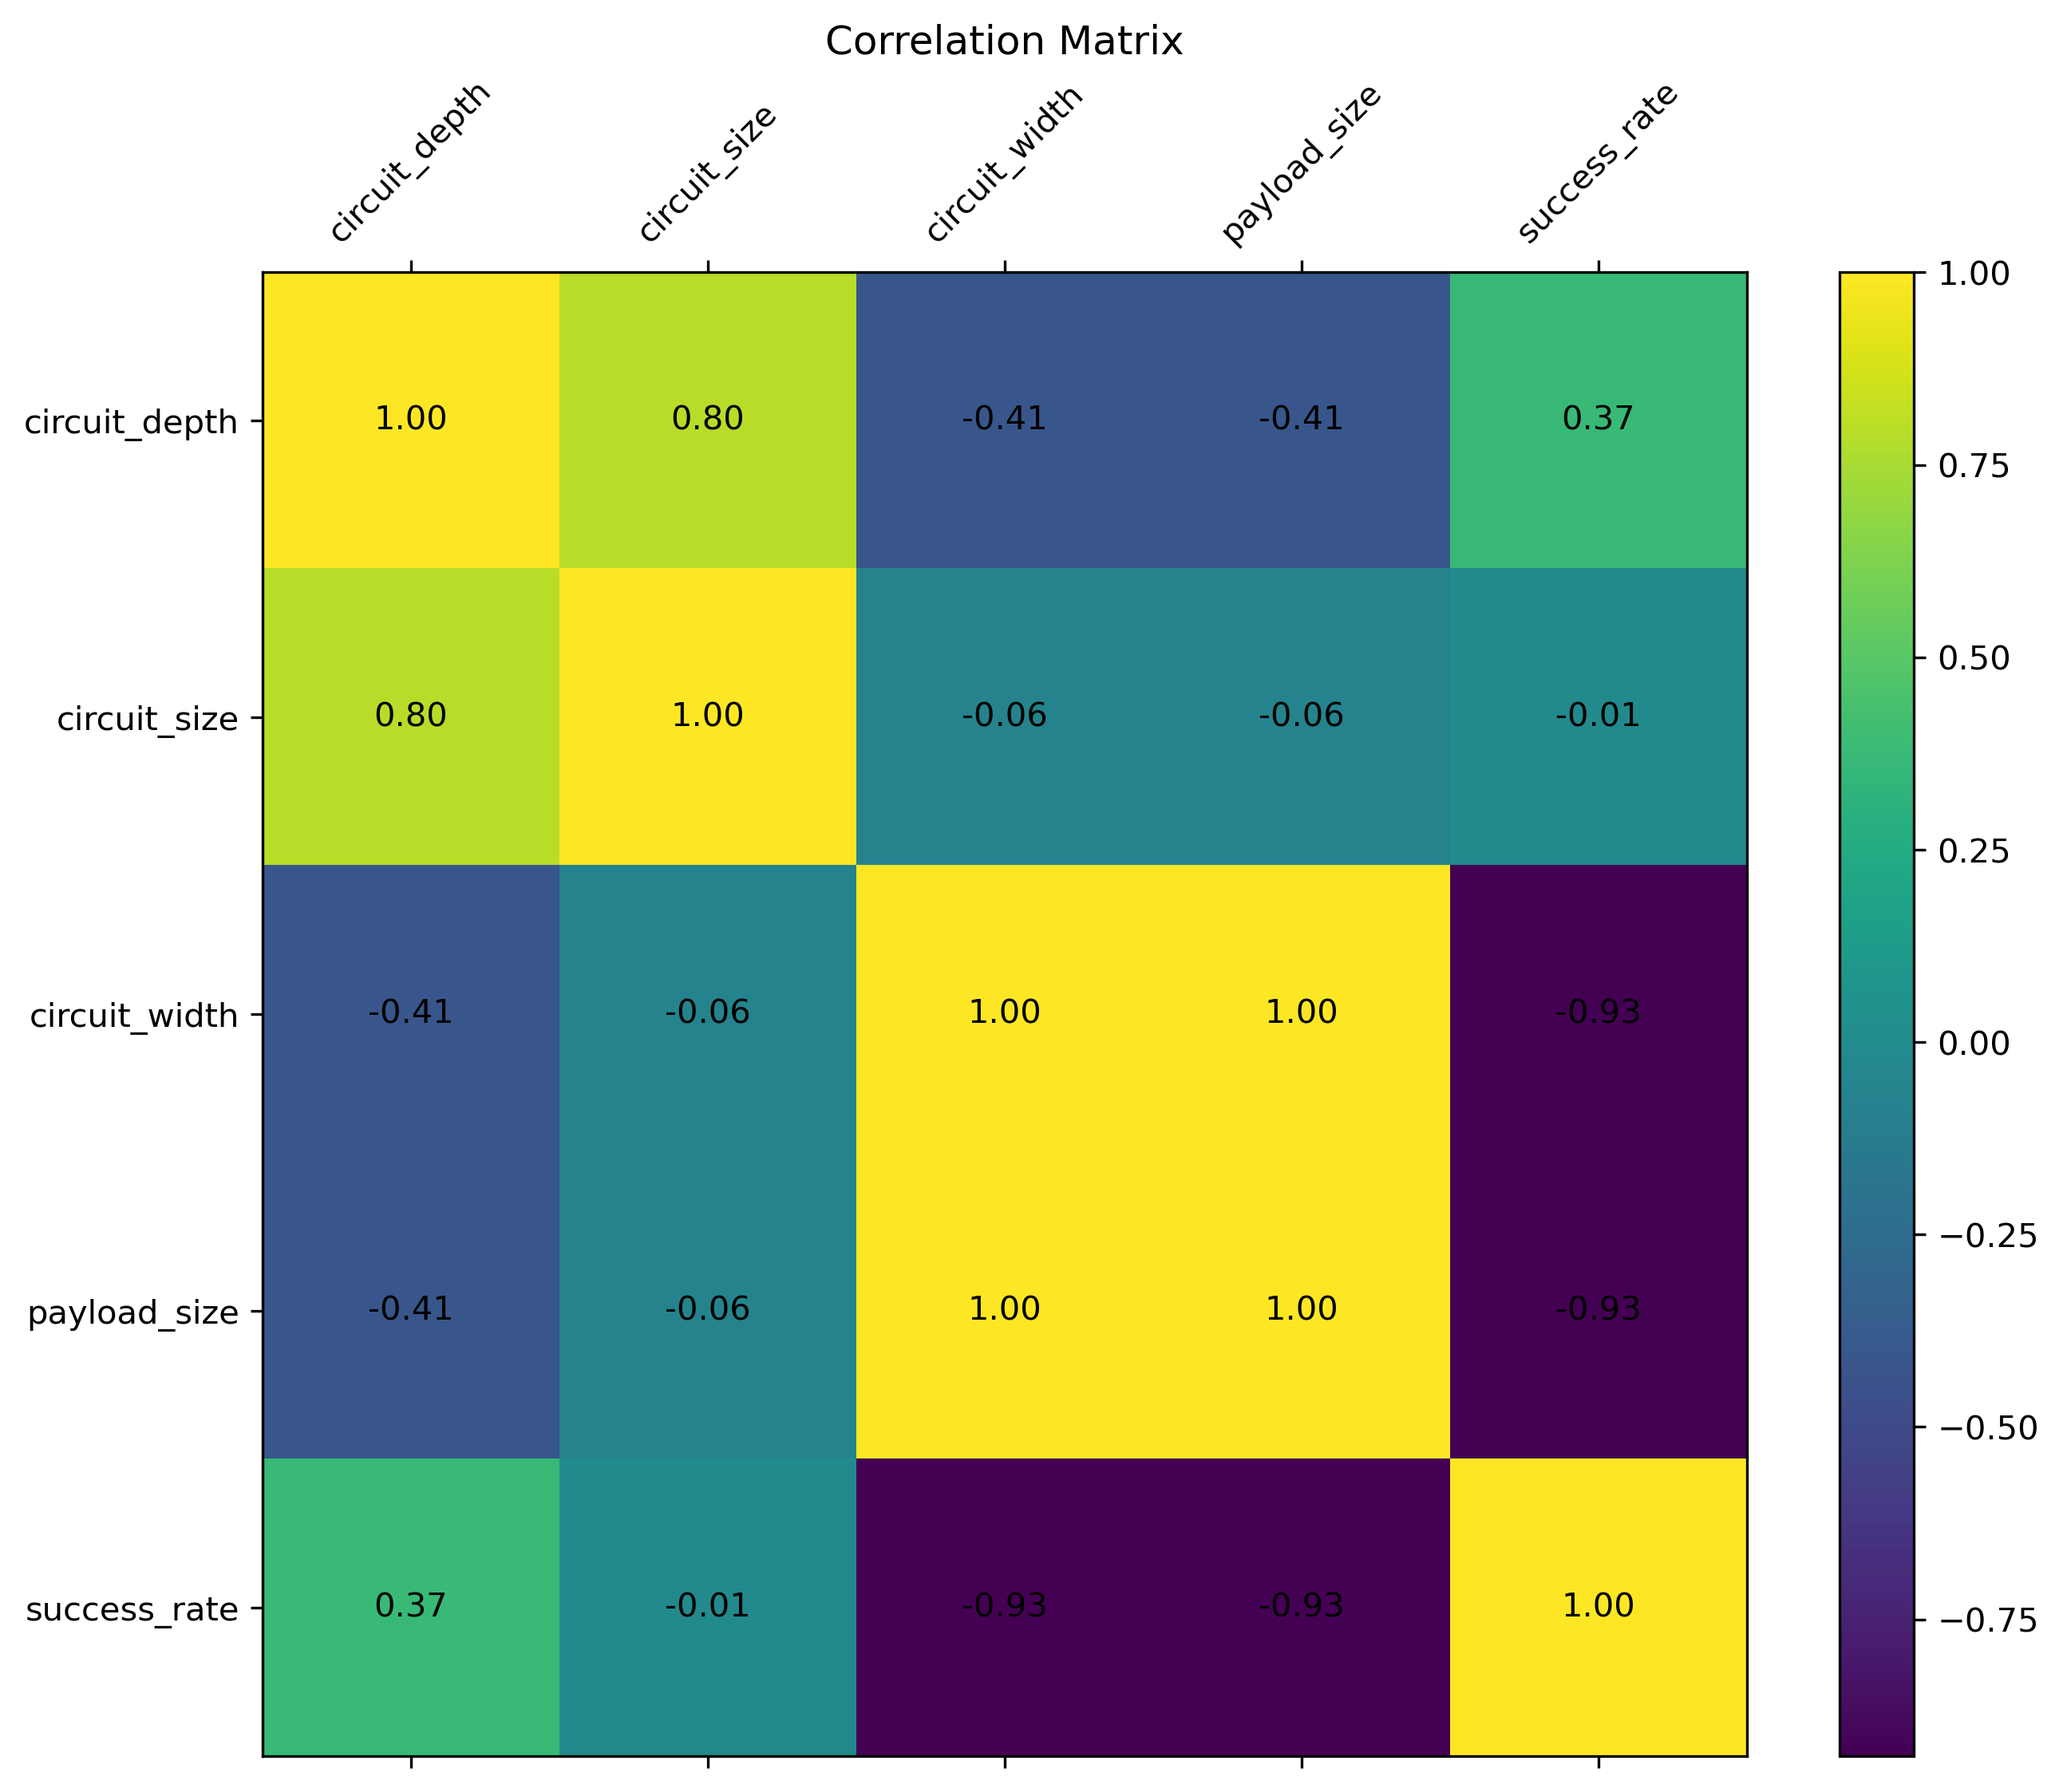 Correlation Matrix
circuit_depth circuit_size circuit_width payload_size success_rate
circuit_depth 1.00 0.80 -0.41 -0.41 0.37
circuit_size 0.80 1.00 -0.06 -0.06 -0.01
circuit_width -0.41 -0.06 1.00 1.00 -0.93
payload_size -0.41 -0.06 1.00 1.00 -0.93
success_rate 0.37 -0.01 -0.93 -0.93 1.00
1.00
0.75
0.50
0.25
0.00
−0.25
−0.50
−0.75